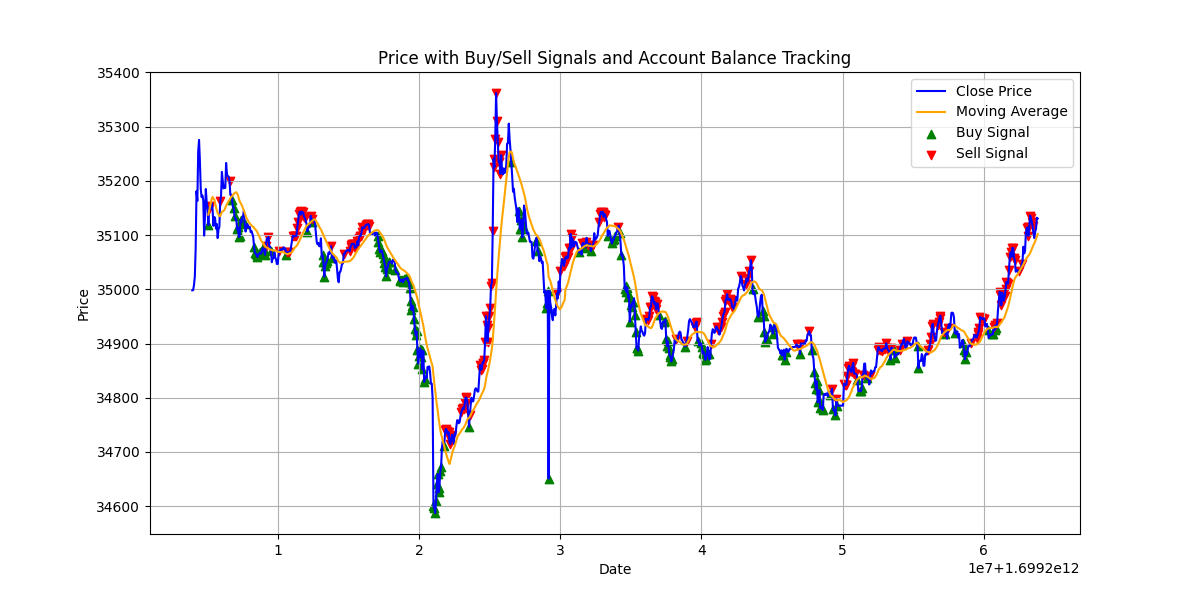 Price with Buy/Sell Signals and Account Balance Tracking
35400
35300
35200
35100
35000
34900
34800
34700
34600
Price
Close Price
Moving Average
Buy Signal
Sell Signal
1 2 3 4 5 6
Date
1e7+1.6992e12